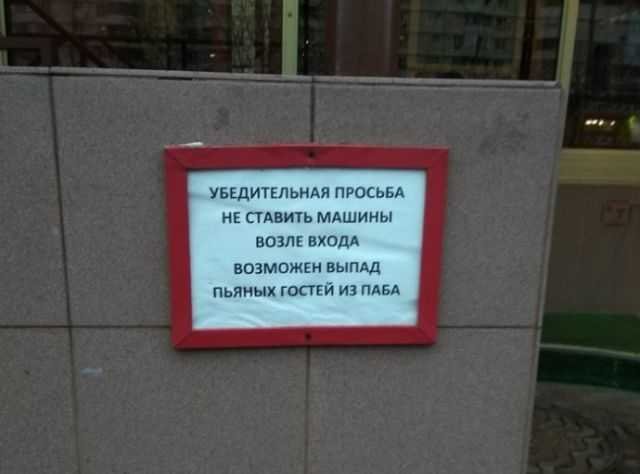 УБЕДИТЕЛЬНАЯ ПРОСЬБА
НЕ СТАВИТЬ МАШИНЫ
ВОЗЛЕ ВХОДА
ВОЗМОЖЕН ВЫПАД
ПЬЯНЫХ ГОСТЕЙ ИЗ ПАБА